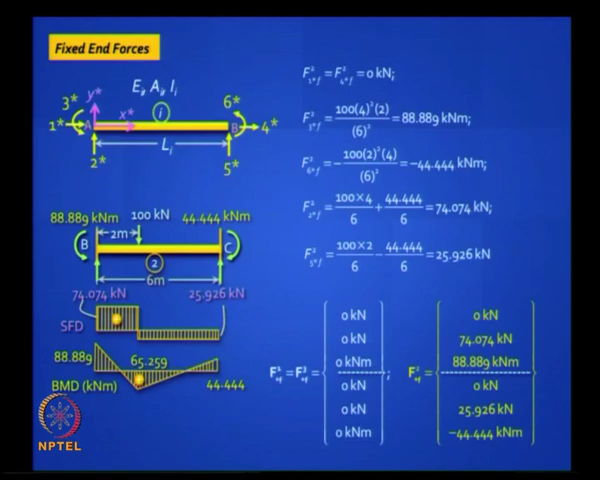 Fixed End Forces
E, A, I
i
3*
y*
x*
1*
A
B
6*
4*
L_i
2*
5*
88.889 kNm 100 kN 44.444 kNm
B
2m
C
2
6m
74.074 kN 25.926 kN
SFD
88.889
65.259
BMD (kNm)
44.444
NPTEL
F²₁*f = F²₄*f = 0 kN;
F²₃*f = 100(4)²(2) / (6)² = 88.889 kNm;
F²₆*f = − 100(2)²(4) / (6)² = −44.444 kNm;
F²₂*f = 100×4 / 6 + 44.444 / 6 = 74.074 kN;
F²₅*f = 100×2 / 6 − 44.444 / 6 = 25.926 kN
0 kN
0 kN
0 kNm
0 kN
0 kN
0 kNm
;
0 kN
74.074 kN
88.889 kNm
0 kN
25.926 kN
−44.444 kNm